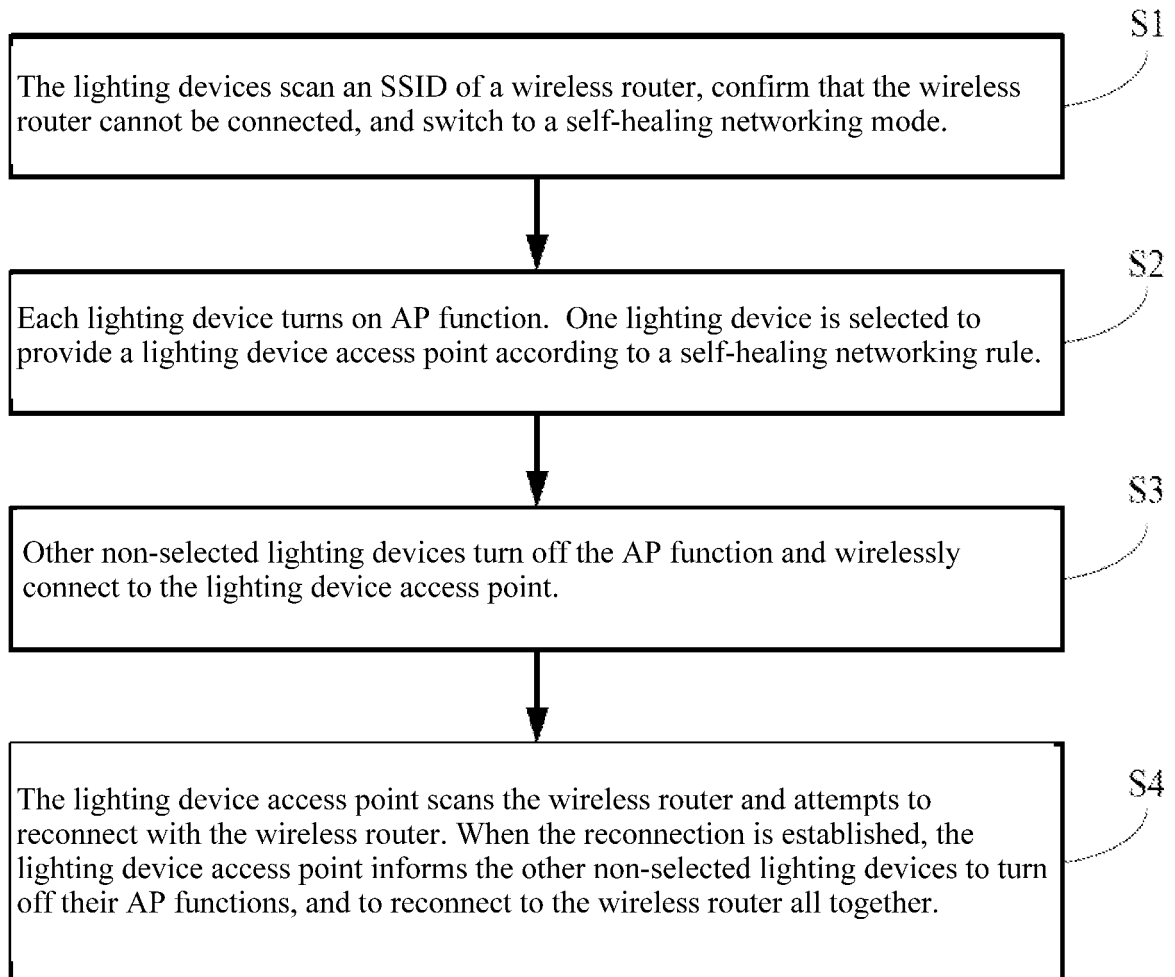 S1
The lighting devices scan an SSID of a wireless router, confirm that the wireless
router cannot be connected, and switch to a self-healing networking mode.
S2
Each lighting device turns on AP function.  One lighting device is selected to
provide a lighting device access point according to a self-healing networking rule.
S3
Other non-selected lighting devices turn off the AP function and wirelessly
connect to the lighting device access point.
S4
The lighting device access point scans the wireless router and attempts to
reconnect with the wireless router. When the reconnection is established, the
lighting device access point informs the other non-selected lighting devices to turn
off their AP functions, and to reconnect to the wireless router all together.